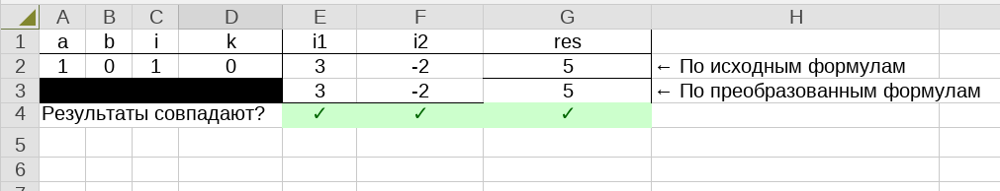 A B C D E F G H
1 a b i k i1 i2 res
2 1 0 1 0 3 -2 5 ← По исходным формулам
3 3 -2 5 ← По преобразованным формулам
4 Результаты совпадают? ✓ ✓ ✓
5
6